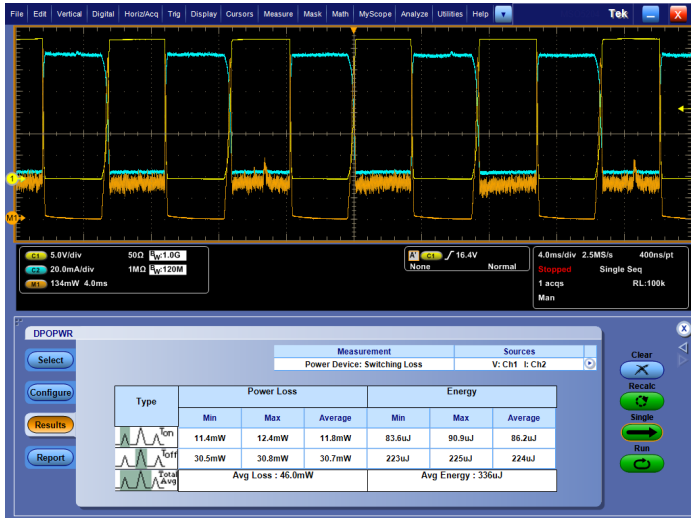 File Edit Vertical Digital Horiz/Acq Trig Display Cursors Measure Mask Math MyScope Analyze Utilities Help Tek X
1
M1
C1 5.0V/div 50Ω BW:1.0G
C2 20.0mA/div 1MΩ BW:120M
M1 134mW 4.0ms
A' C1 16.4V
None Normal
4.0ms/div 2.5MS/s 400ns/pt
Stopped Single Seq
1 acqs RL:100k
Man
DPOPWR
Select
Configure
Results
Report
Measurement Sources
Power Device: Switching Loss V: Ch1 I: Ch2
Type Power Loss Energy
Min Max Average Min Max Average
Ton 11.4mW 12.4mW 11.8mW 83.6uJ 90.9uJ 86.2uJ
Toff 30.5mW 30.8mW 30.7mW 223uJ 225uJ 224uJ
Total Avg Avg Loss : 46.0mW Avg Energy : 336uJ
X
Clear
Recalc
Single
Run